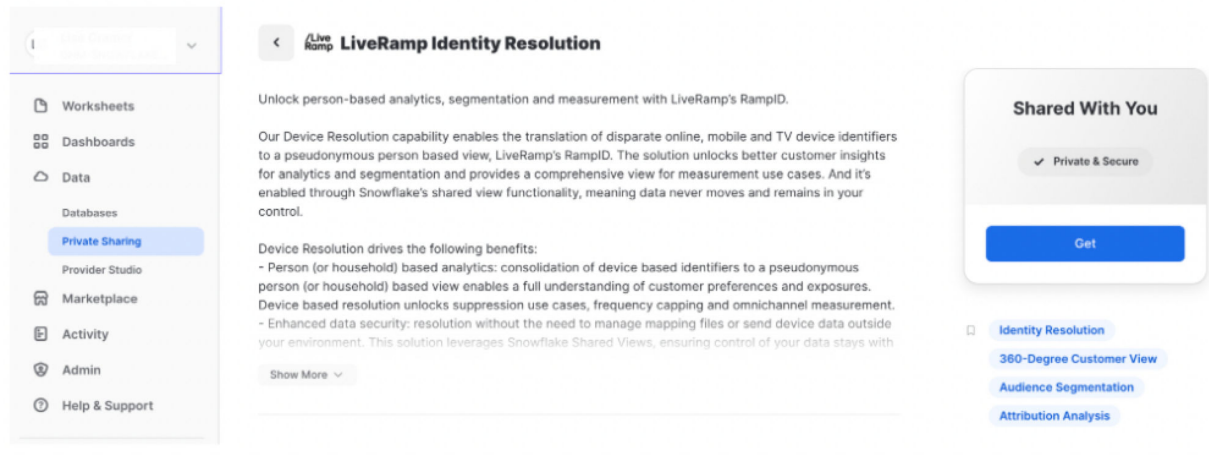 Live
Ramp
LiveRamp Identity Resolution
Worksheets
Dashboards
Data
Databases
Private Sharing
Provider Studio
Marketplace
Activity
Admin
Help & Support
Unlock person-based analytics, segmentation and measurement with LiveRamp's RampID.
Our Device Resolution capability enables the translation of disparate online, mobile and TV device identifiers
to a pseudonymous person based view, LiveRamp's RampID. The solution unlocks better customer insights
for analytics and segmentation and provides a comprehensive view for measurement use cases. And it's
enabled through Snowflake's shared view functionality, meaning data never moves and remains in your
control.
Device Resolution drives the following benefits:
- Person (or household) based analytics: consolidation of device based identifiers to a pseudonymous
person (or household) based view enables a full understanding of customer preferences and exposures.
Device based resolution unlocks suppression use cases, frequency capping and omnichannel measurement.
- Enhanced data security: resolution without the need to manage mapping files or send device data outside
your environment. This solution leverages Snowflake Shared Views, ensuring control of your data stays with
Show More
Shared With You
Private & Secure
Get
Identity Resolution
360-Degree Customer View
Audience Segmentation
Attribution Analysis